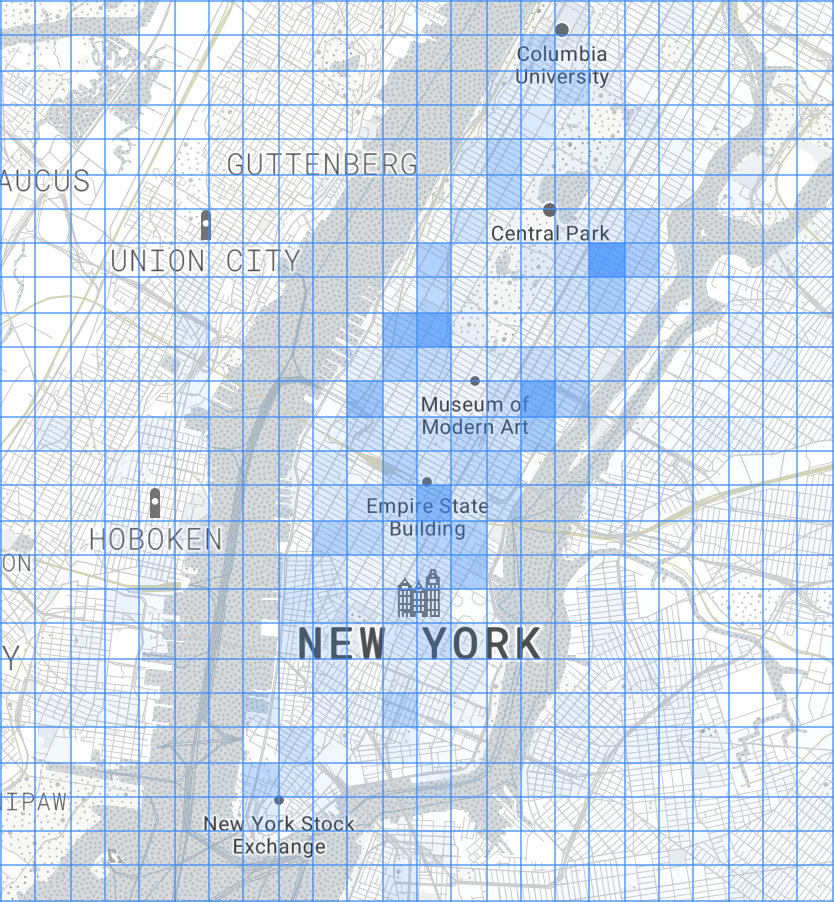 Columbia
University
GUTTENBERG
AUCUS
Central Park
UNION CITY
Museum of
Modern Art
Empire State
Building
HOBOKEN
ON
NEW YORK
Y
IPAW
New York Stock
Exchange